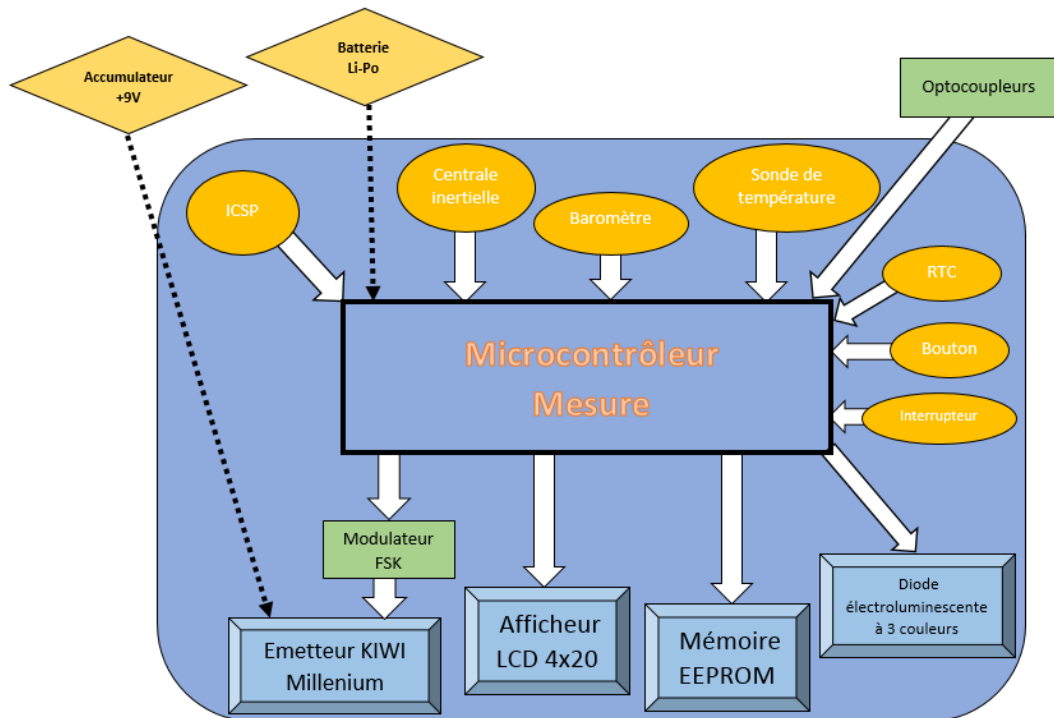 Batterie
Li-Po
Accumulateur
+9V
Optocoupleurs
Centrale
inertielle
Sonde de
température
ICSP
Baromètre
RTC
Microcontrôleur
Mesure
Bouton
Interrupteur
Modulateur
FSK
Diode
électroluminescente
à 3 couleurs
Afficheur
LCD 4x20
Mémoire
EEPROM
Emetteur KIWI
Millenium